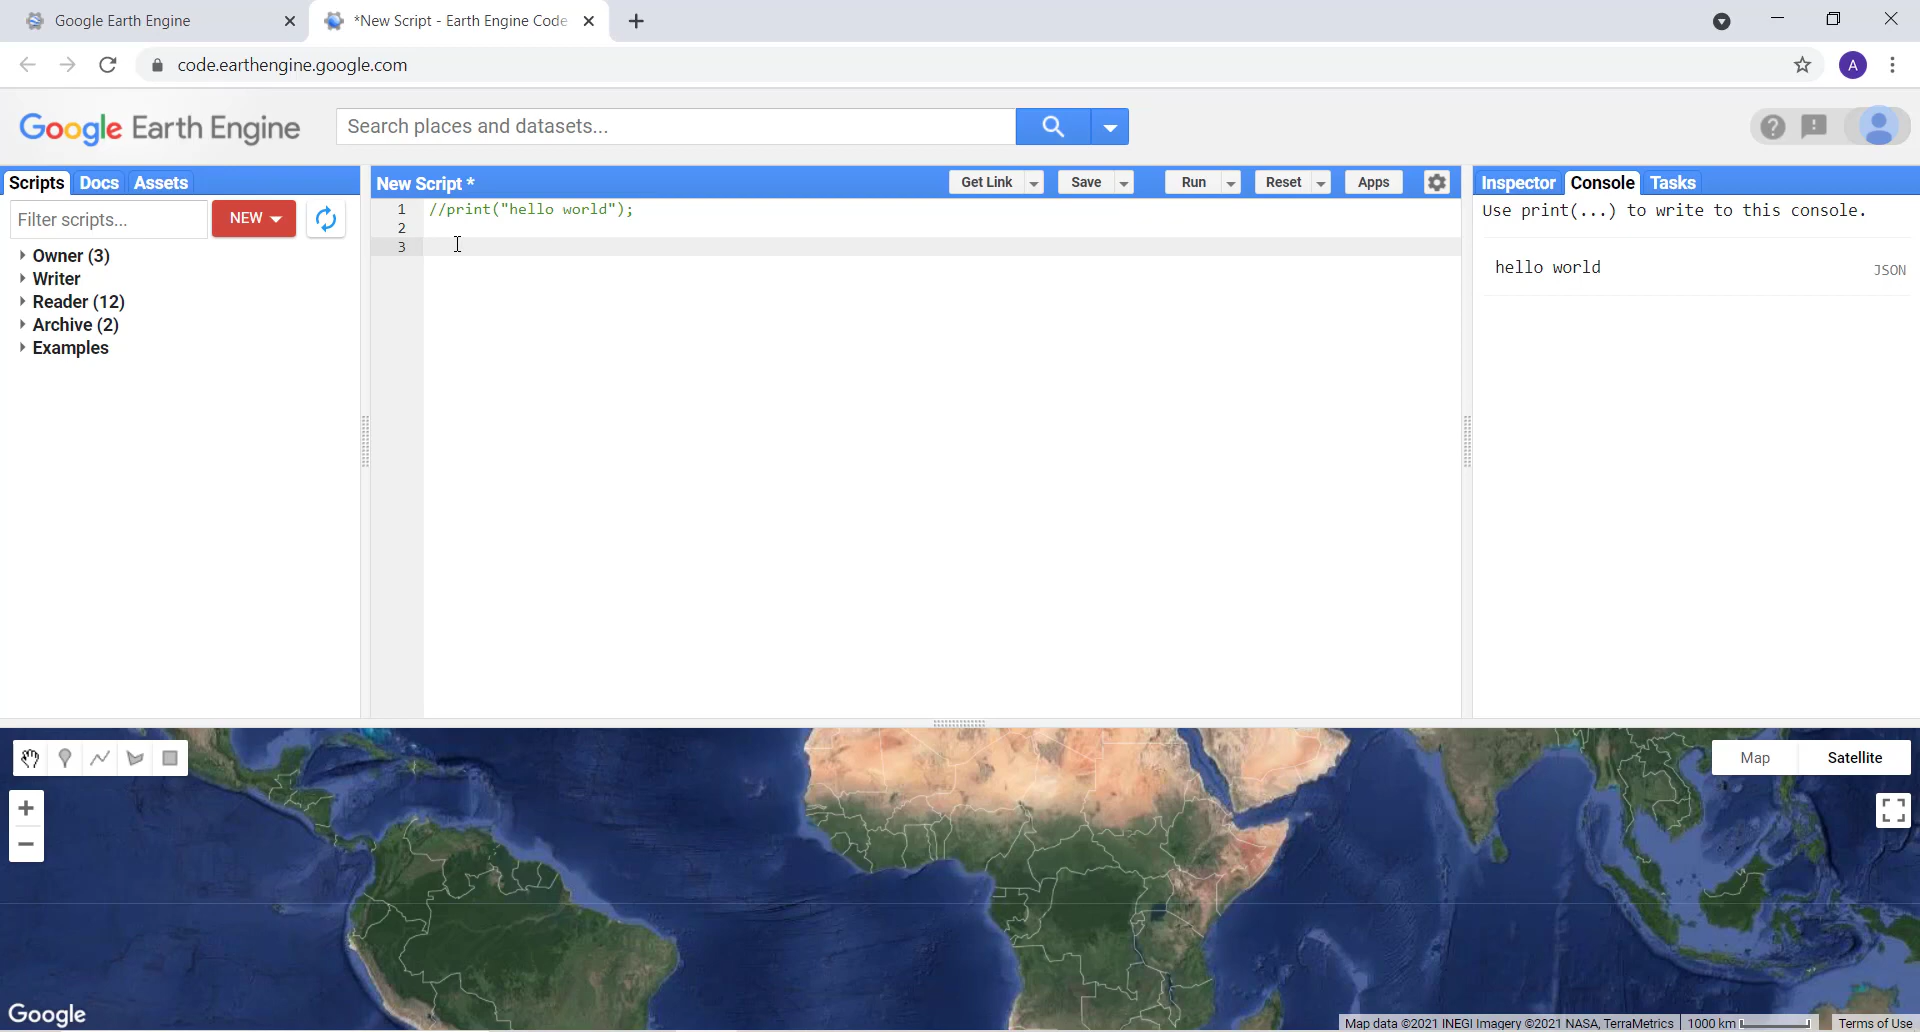 Google Earth Engine
*New Script - Earth Engine Code
code.earthengine.google.com
A
Google Earth Engine
Search places and datasets...
Scripts Docs Assets
New Script *
Get Link Save Run Reset Apps
Inspector Console Tasks
Filter scripts...
NEW
Owner (3)
Writer
Reader (12)
Archive (2)
Examples
1 //print("hello world");
2
3
Use print(...) to write to this console.
hello world JSON
Map Satellite
Google
Map data ©2021 INEGI Imagery ©2021 NASA, TerraMetrics 1000 km Terms of Use